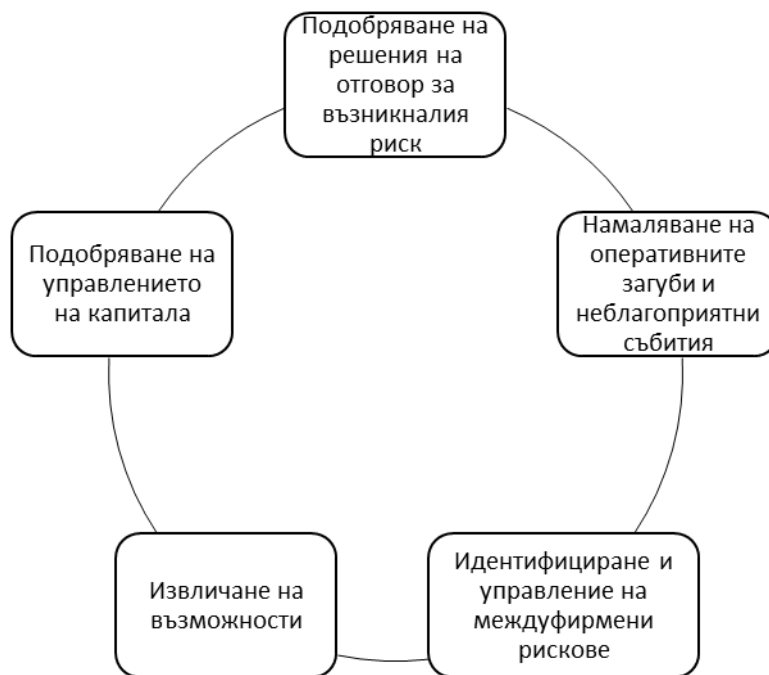 Подобряване на
решения на
отговор за
възникналия
риск
Намаляване на
оперативните
загуби и
неблагоприятни
събития
Идентифициране и
управление на
междуфирмени
рискове
Извличане на
възможности
Подобряване на
управлението
на капитала